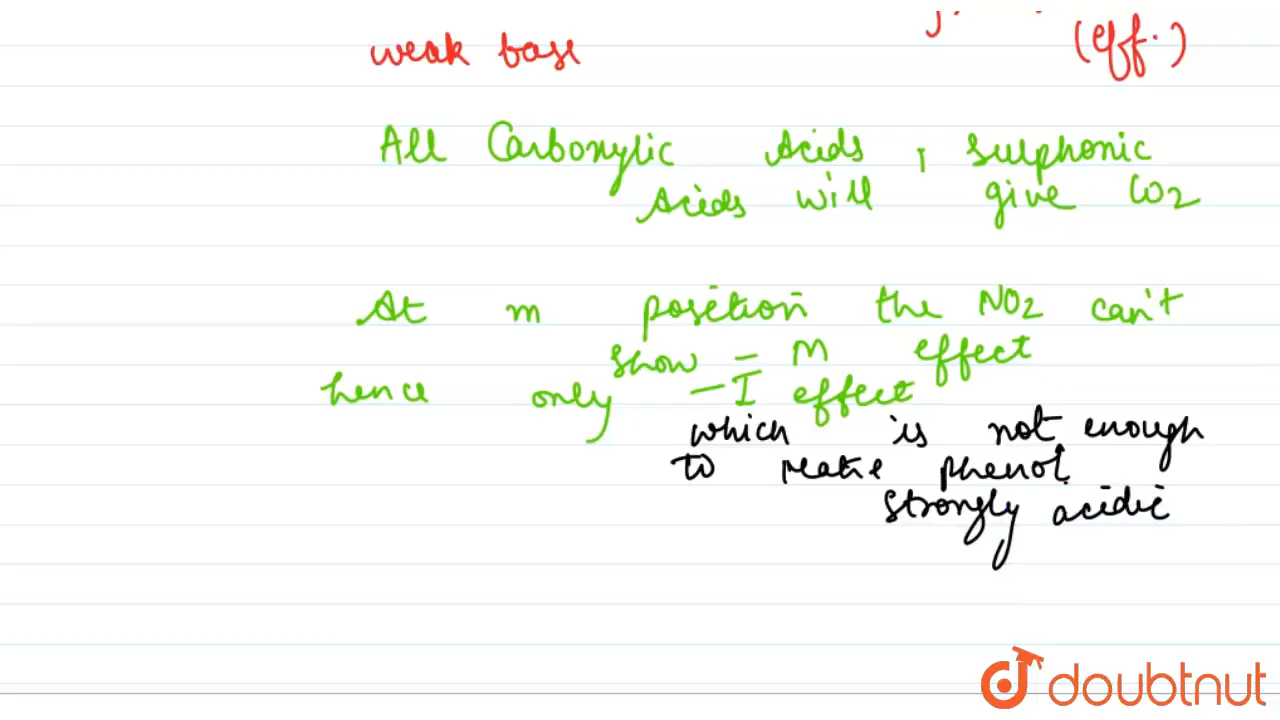 weak base
(eff.)
All Carboxylic Acids , sulphonic
Acids will give CO2
At m position the NO2 can't
show - M effect
hence only - I effect
which is not enough
to make phenol
strongly acidic
doubtnut